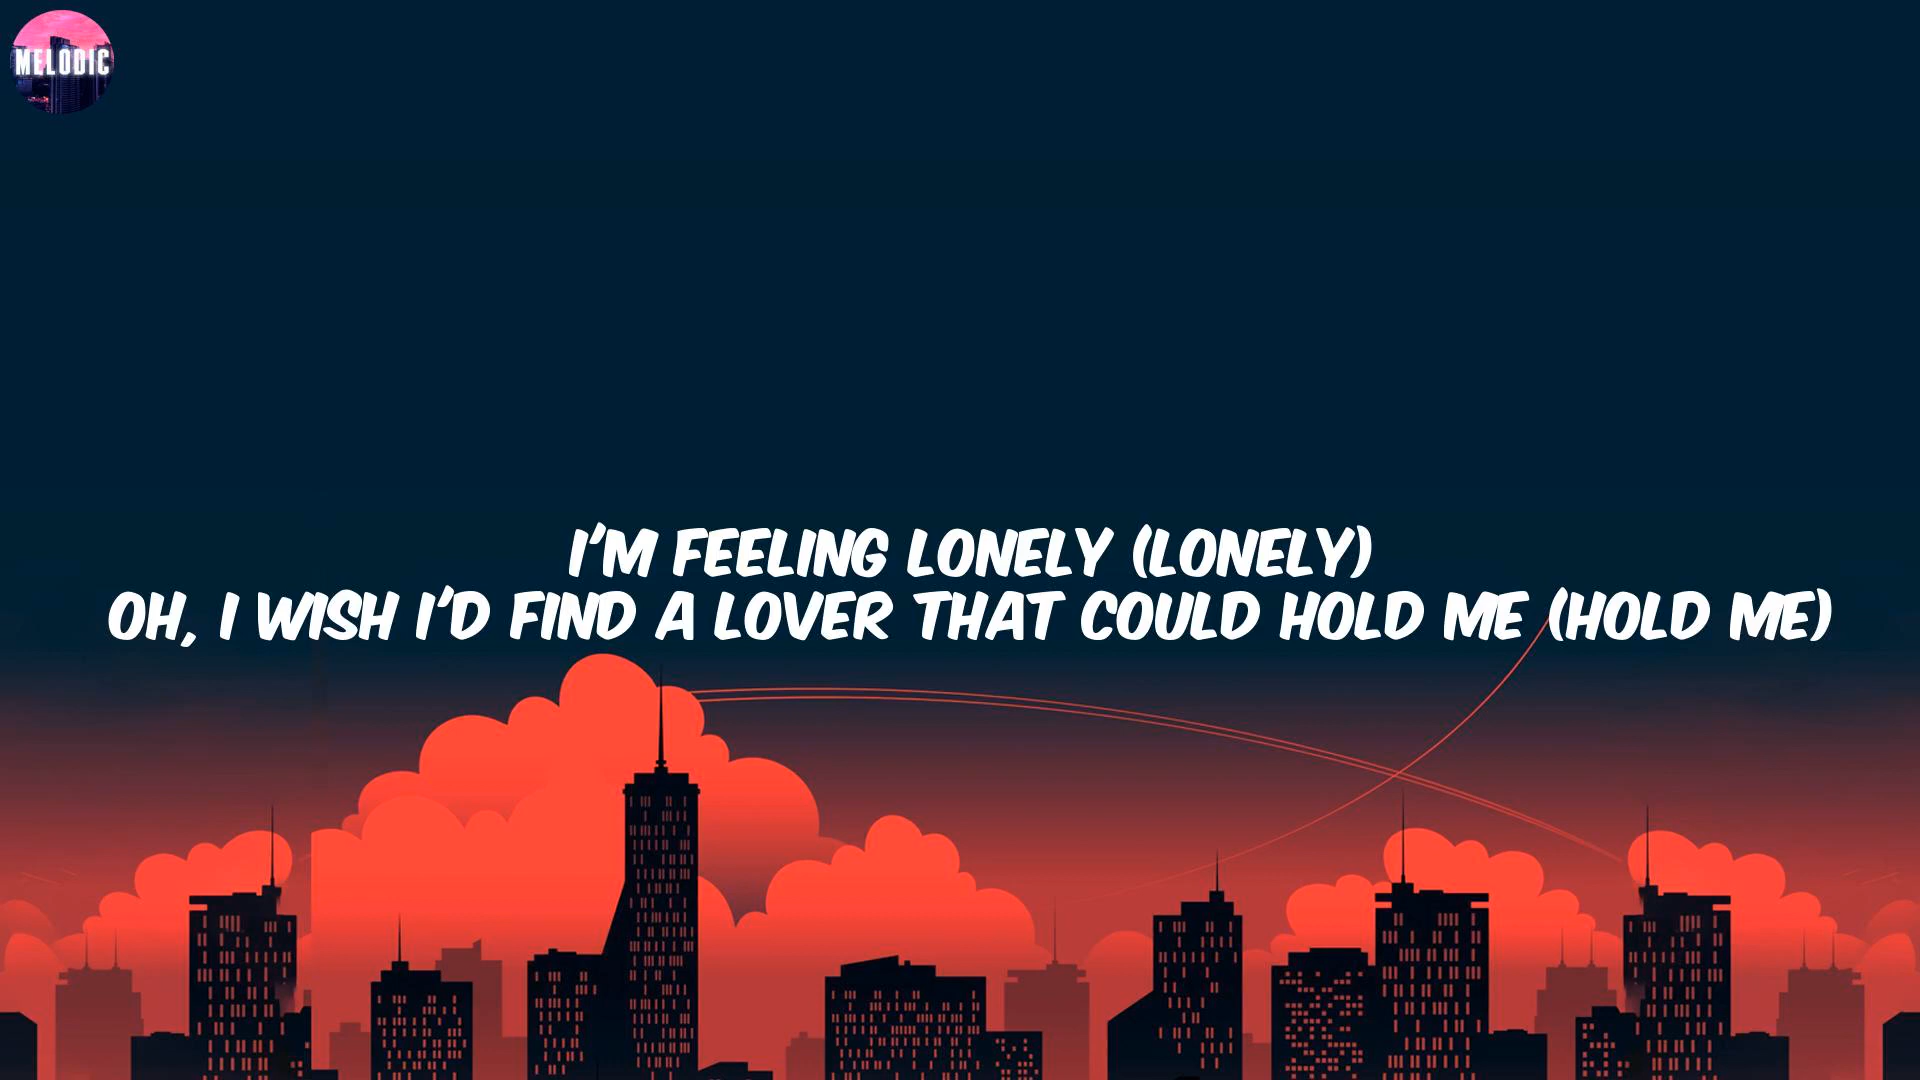 MELODIC
I'M FEELING LONELY (LONELY)
OH, I WISH I'D FIND A LOVER THAT COULD HOLD ME (HOLD ME)